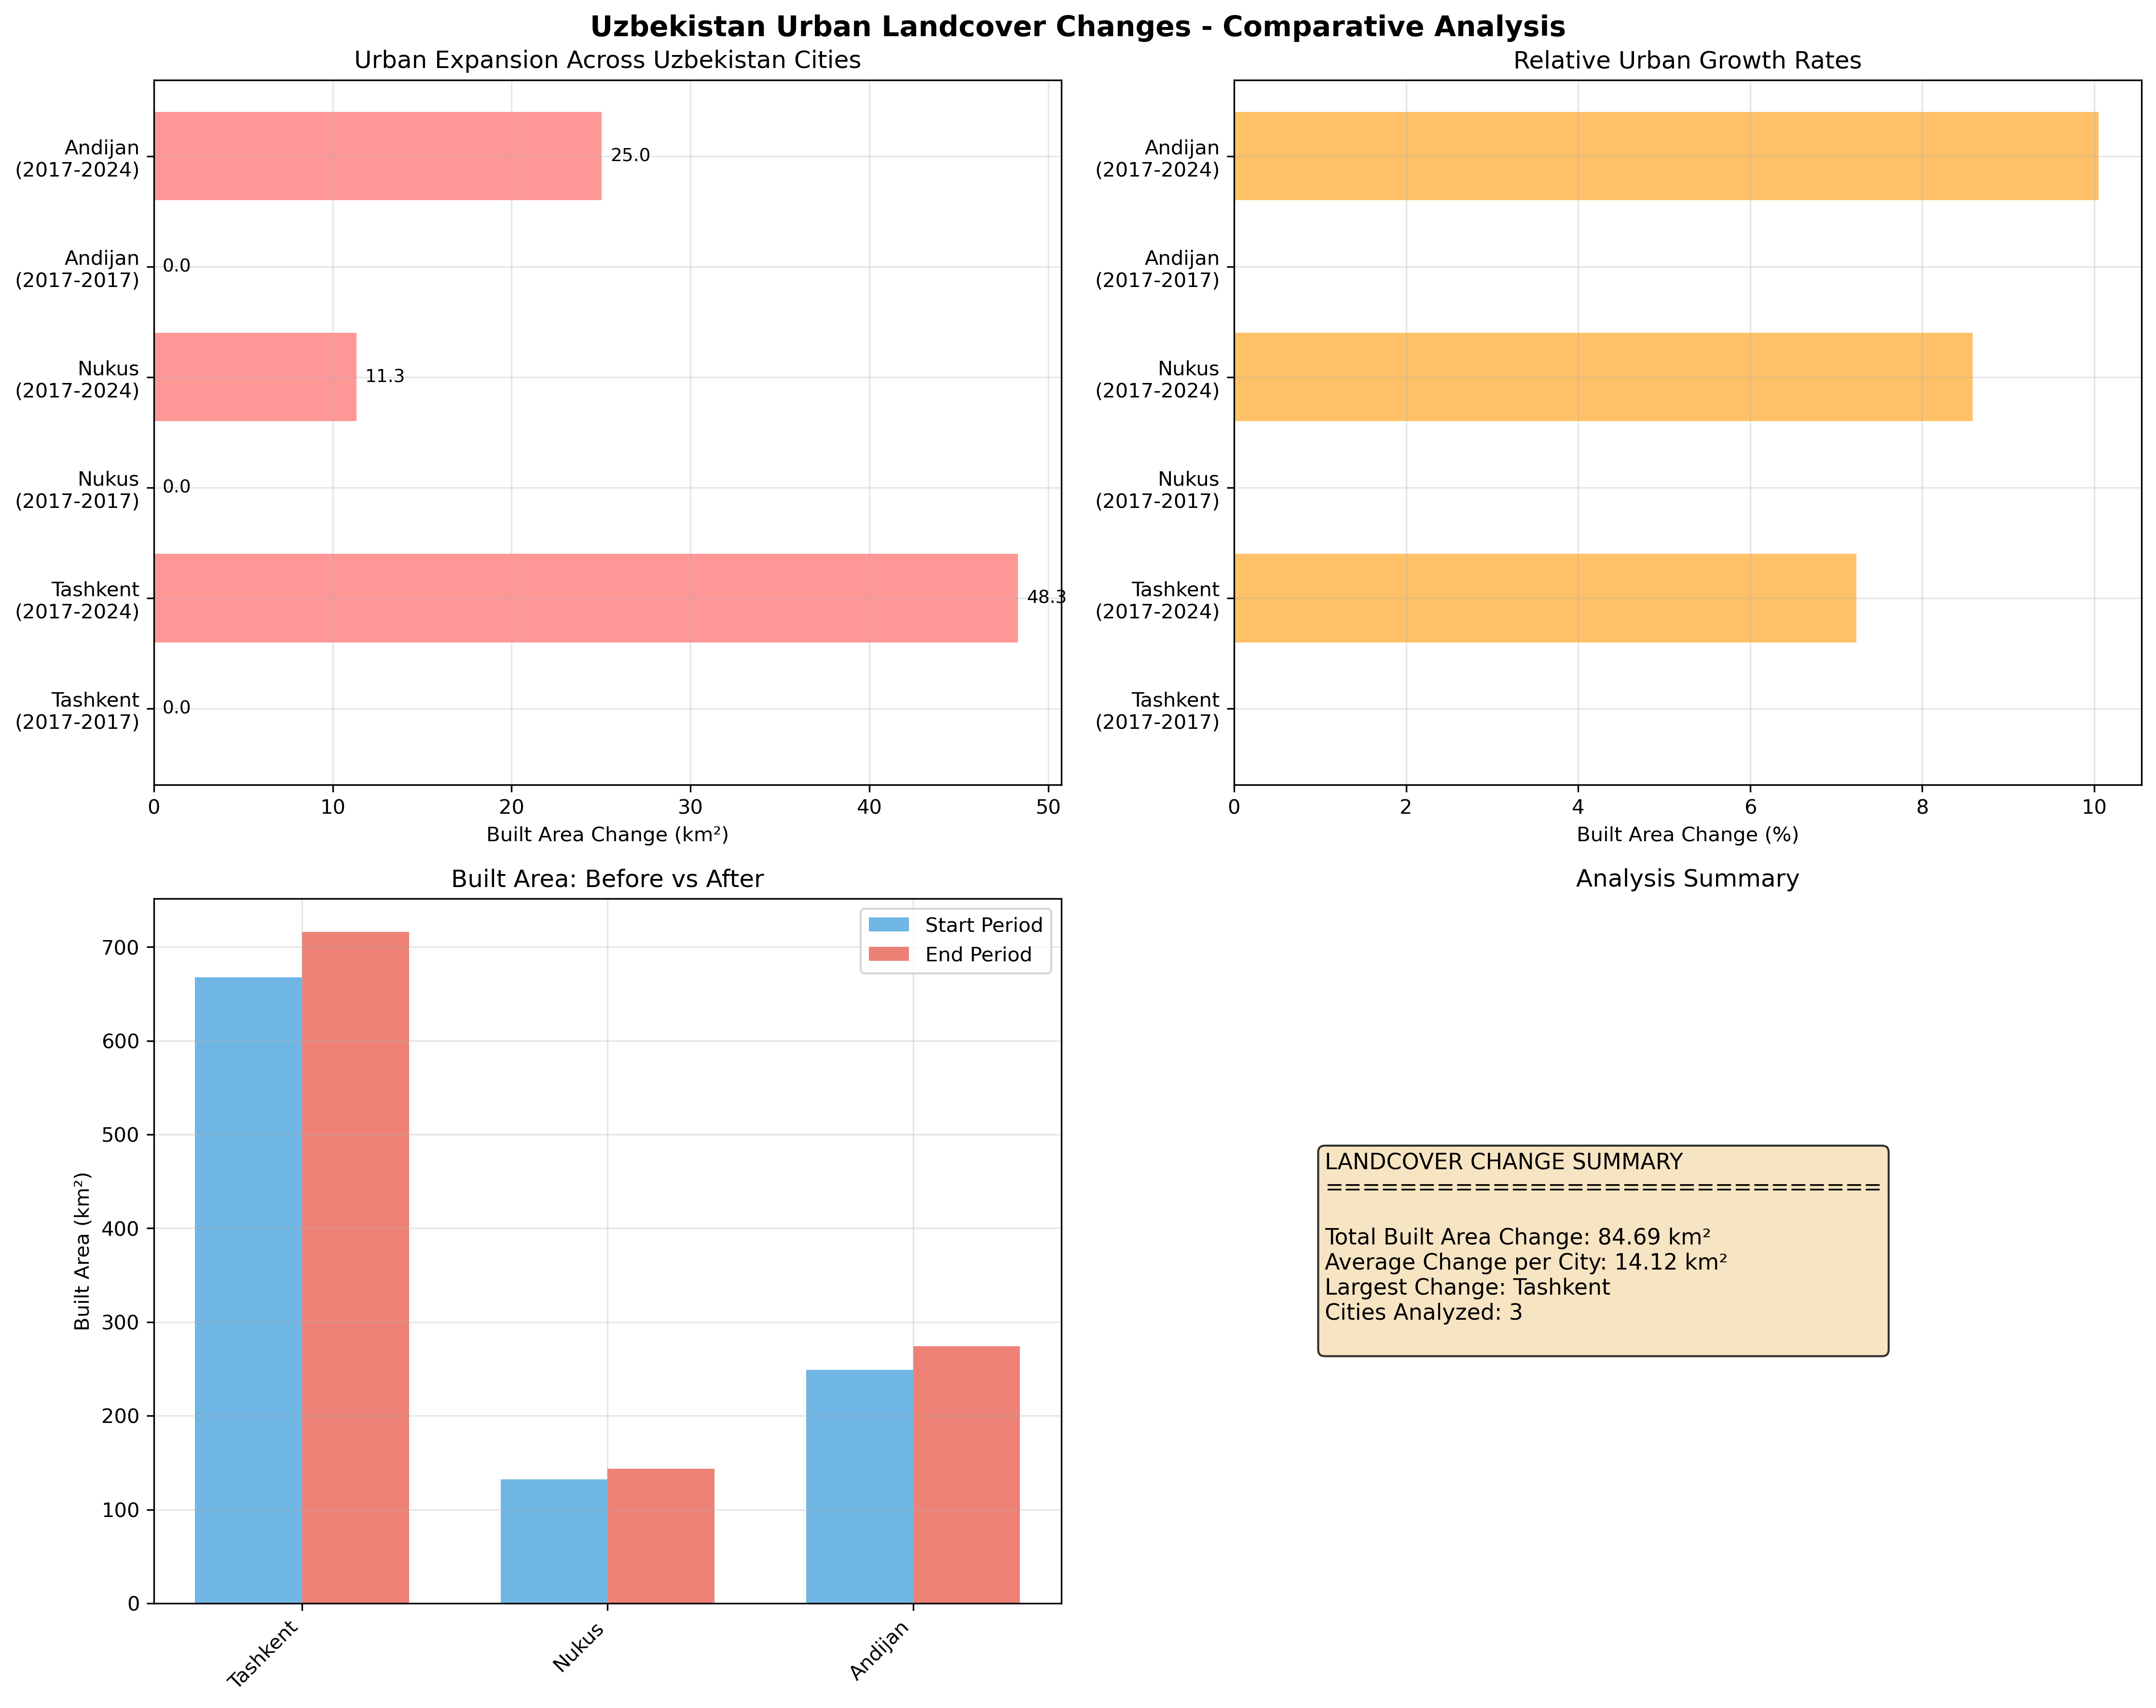 Uzbekistan Urban Landcover Changes - Comparative Analysis
Urban Expansion Across Uzbekistan Cities
Andijan
(2017-2024)
25.0
Andijan
(2017-2017)
0.0
Nukus
(2017-2024)
11.3
Nukus
(2017-2017)
0.0
Tashkent
(2017-2024)
48.3
Tashkent
(2017-2017)
0.0
0 10 20 30 40 50
Built Area Change (km²)
Relative Urban Growth Rates
Andijan
(2017-2024)
Andijan
(2017-2017)
Nukus
(2017-2024)
Nukus
(2017-2017)
Tashkent
(2017-2024)
Tashkent
(2017-2017)
0 2 4 6 8 10
Built Area Change (%)
Built Area: Before vs After
Start Period
End Period
Built Area (km²)
700
600
500
400
300
200
100
0
Tashkent
Nukus
Andijan
Analysis Summary
LANDCOVER CHANGE SUMMARY
==============================
Total Built Area Change: 84.69 km²
Average Change per City: 14.12 km²
Largest Change: Tashkent
Cities Analyzed: 3